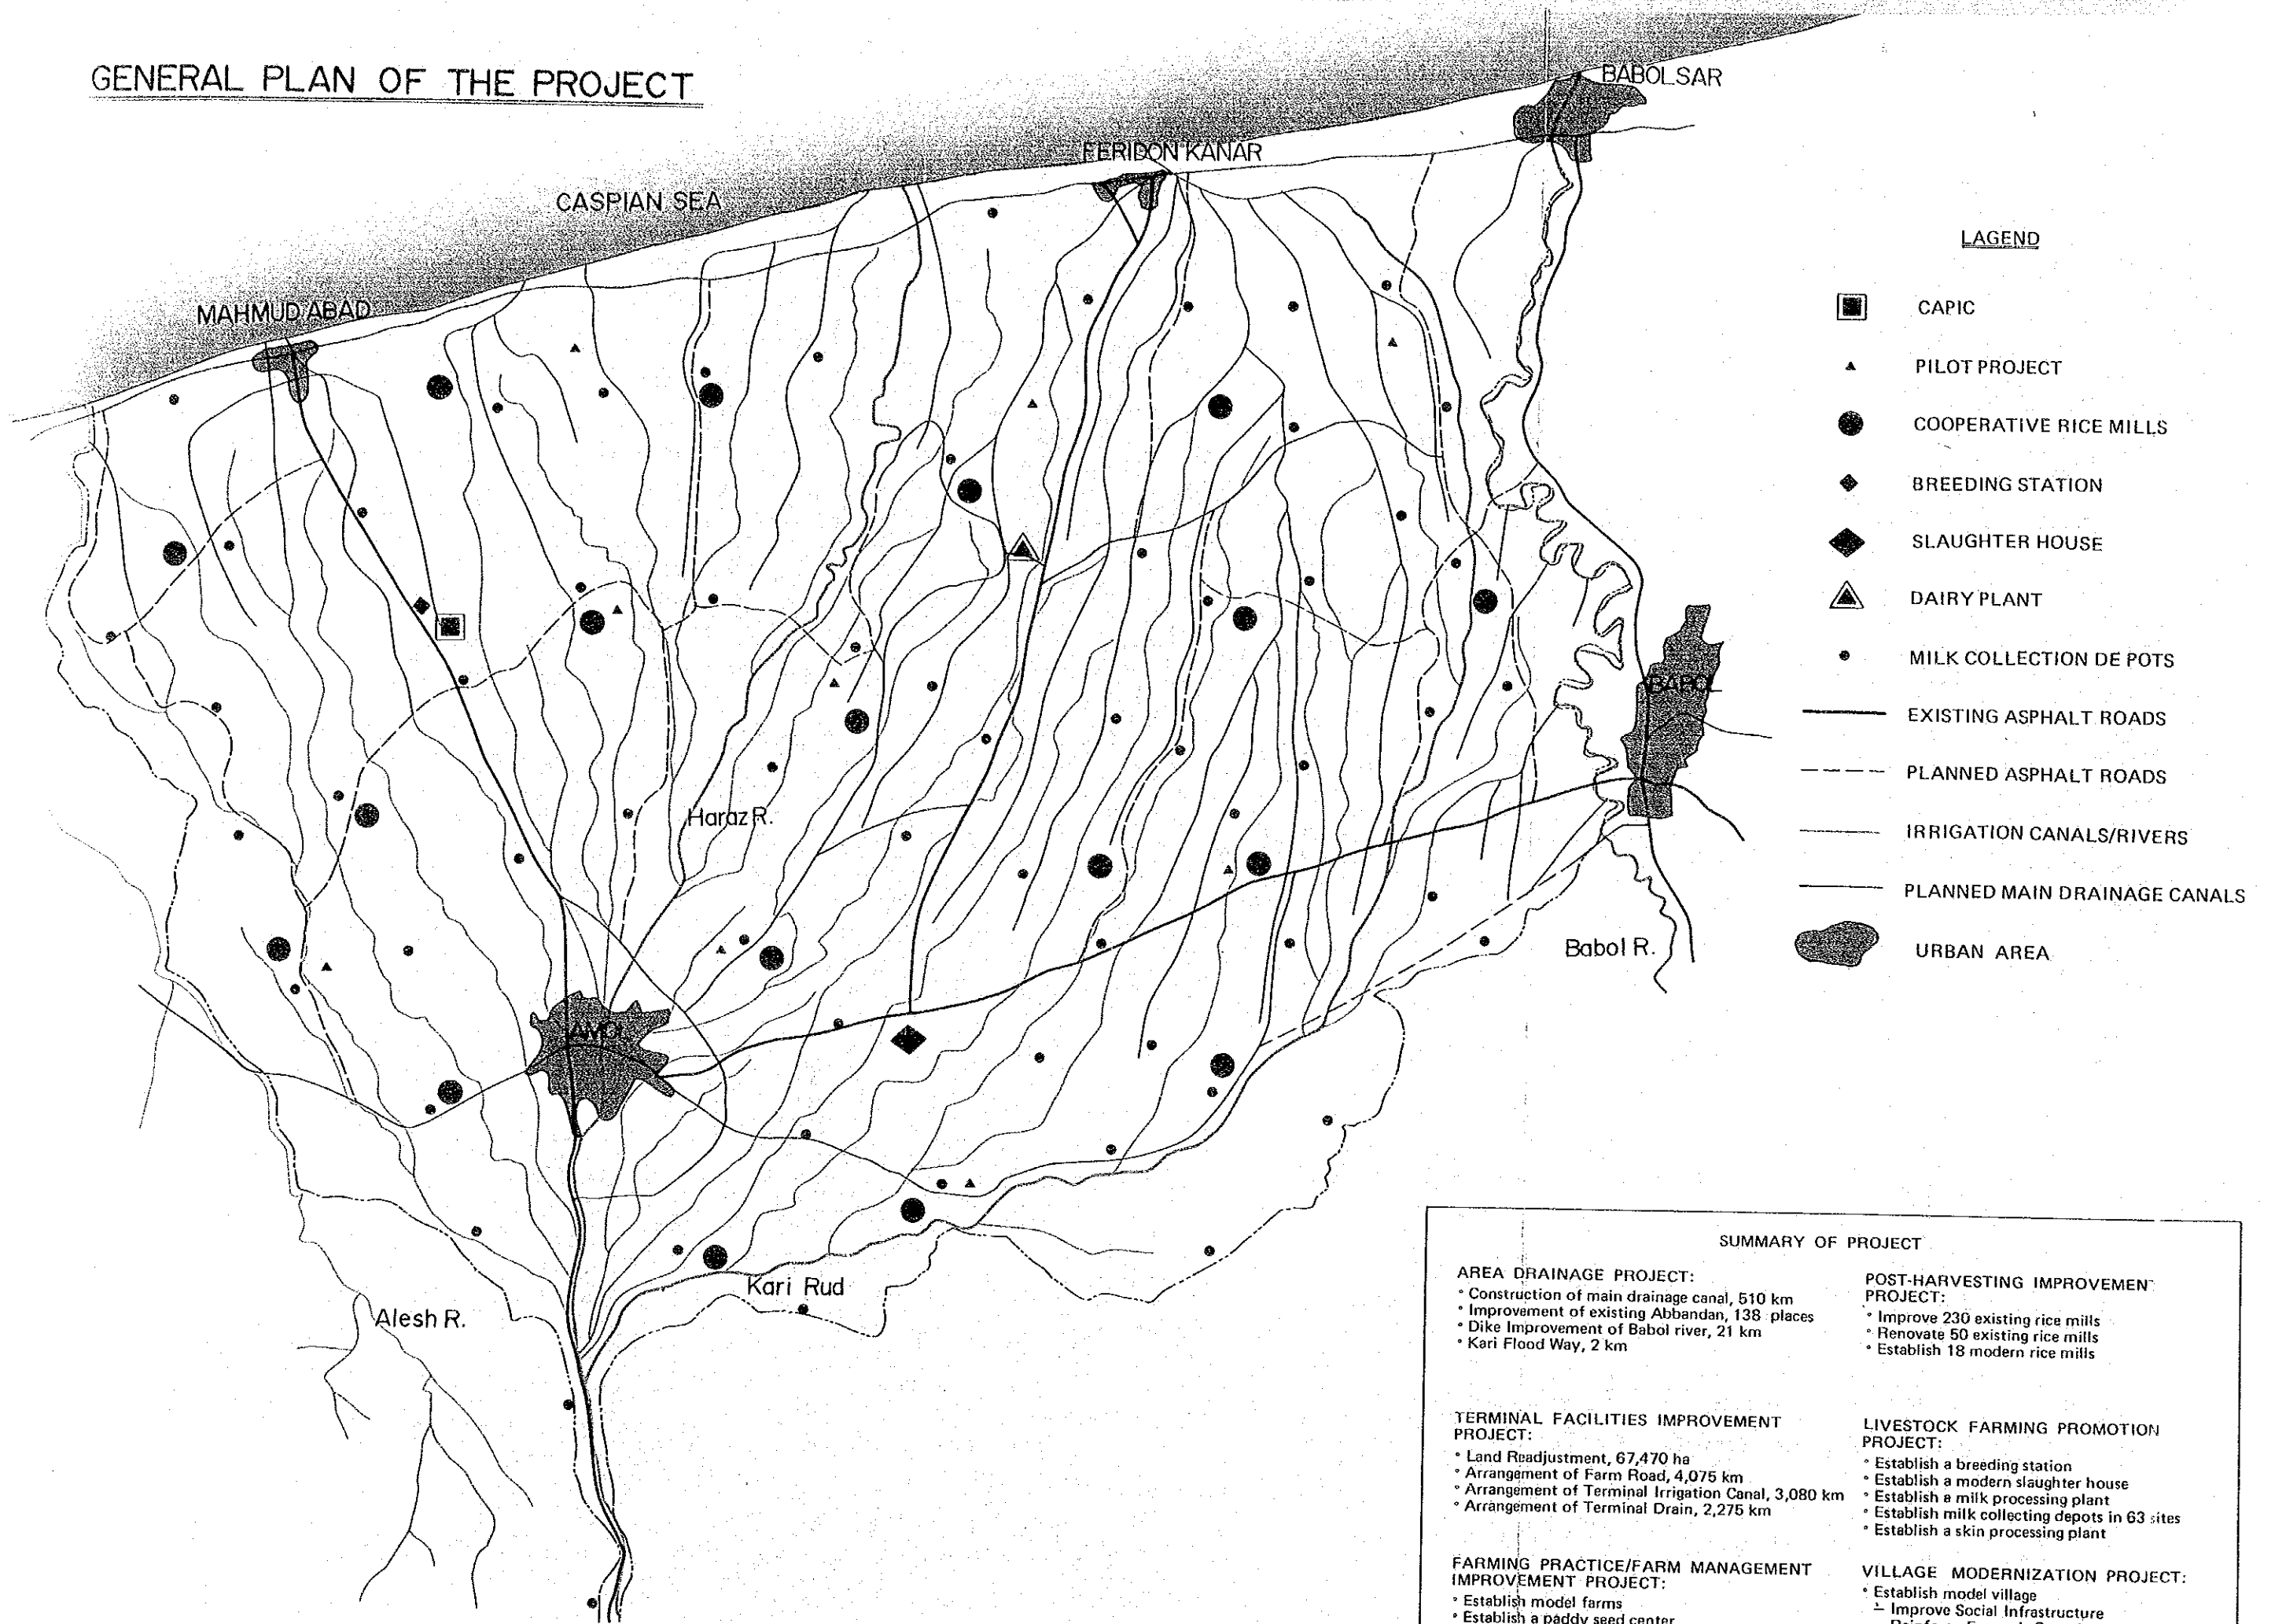 GENERAL PLAN OF THE PROJECT
BABOLSAR
FERIDON KANAR
CASPIAN SEA
MAHMUD ABAD
LAGEND
CAPIC
PILOT PROJECT
COOPERATIVE RICE MILLS
BREEDING STATION
SLAUGHTER HOUSE
DAIRY PLANT
MILK COLLECTION DE POTS
EXISTING ASPHALT ROADS
PLANNED ASPHALT ROADS
IRRIGATION CANALS/RIVERS
PLANNED MAIN DRAINAGE CANALS
URBAN AREA
BABOL
Haraz R.
Babol R.
AMOL
Kari Rud
Alesh R.
SUMMARY OF PROJECT
AREA DRAINAGE PROJECT:
° Construction of main drainage canal, 510 km
° Improvement of existing Abbandan, 138 places
° Dike Improvement of Babol river, 21 km
° Kari Flood Way, 2 km
POST-HARVESTING IMPROVEMENT
PROJECT:
° Improve 230 existing rice mills
° Renovate 50 existing rice mills
° Establish 18 modern rice mills
TERMINAL FACILITIES IMPROVEMENT
PROJECT:
° Land Readjustment, 67,470 ha
° Arrangement of Farm Road, 4,075 km
° Arrangement of Terminal Irrigation Canal, 3,080 km
° Arrangement of Terminal Drain, 2,275 km
LIVESTOCK FARMING PROMOTION
PROJECT:
° Establish a breeding station
° Establish a modern slaughter house
° Establish a milk processing plant
° Establish milk collecting depots in 63 sites
° Establish a skin processing plant
FARMING PRACTICE/FARM MANAGEMENT
IMPROVEMENT PROJECT:
° Establish model farms
° Establish a paddy seed center
VILLAGE MODERNIZATION PROJECT:
° Establish model village
– Improve Social Infrastructure